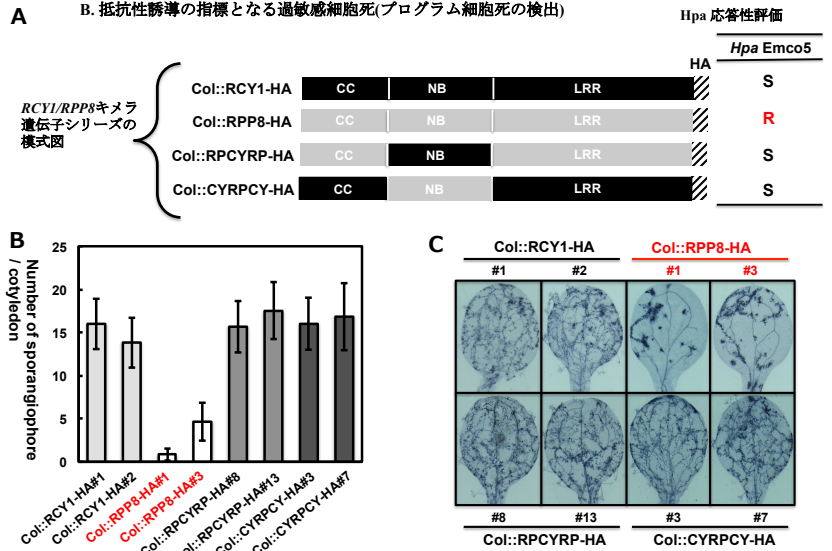 B. 抵抗性誘導の指標となる過敏感細胞死(プログラム細胞死の検出)
Hpa 応答性評価
A
Hpa Emco5
HA
RCY1/RPP8キメラ
遺伝子シリーズの
模式図
Col::RCY1-HA CC NB LRR S
Col::RPP8-HA CC NB LRR R
Col::RPCYRP-HA CC NB LRR S
Col::CYRPCY-HA CC NB LRR S
B
Number of sporangiophore
/ cotyledon
25
20
15
10
5
0
Col::RCY1-HA#1
Col::RCY1-HA#2
Col::RPP8-HA#1
Col::RPP8-HA#3
Col::RPCYRP-HA#8
Col::RPCYRP-HA#13
Col::CYRPCY-HA#3
Col::CYRPCY-HA#7
C
Col::RCY1-HA Col::RPP8-HA
#1 #2 #1 #3
#8 #13 #3 #7
Col::RPCYRP-HA Col::CYRPCY-HA